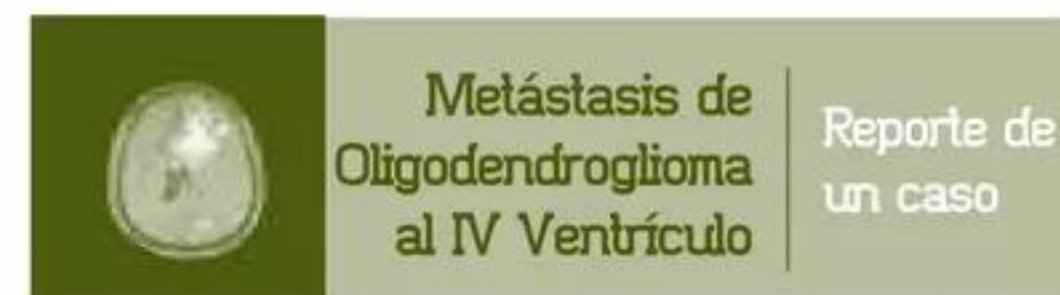 Metástasis de
Oligodendroglioma
al IV Ventrículo
Reporte de
un caso